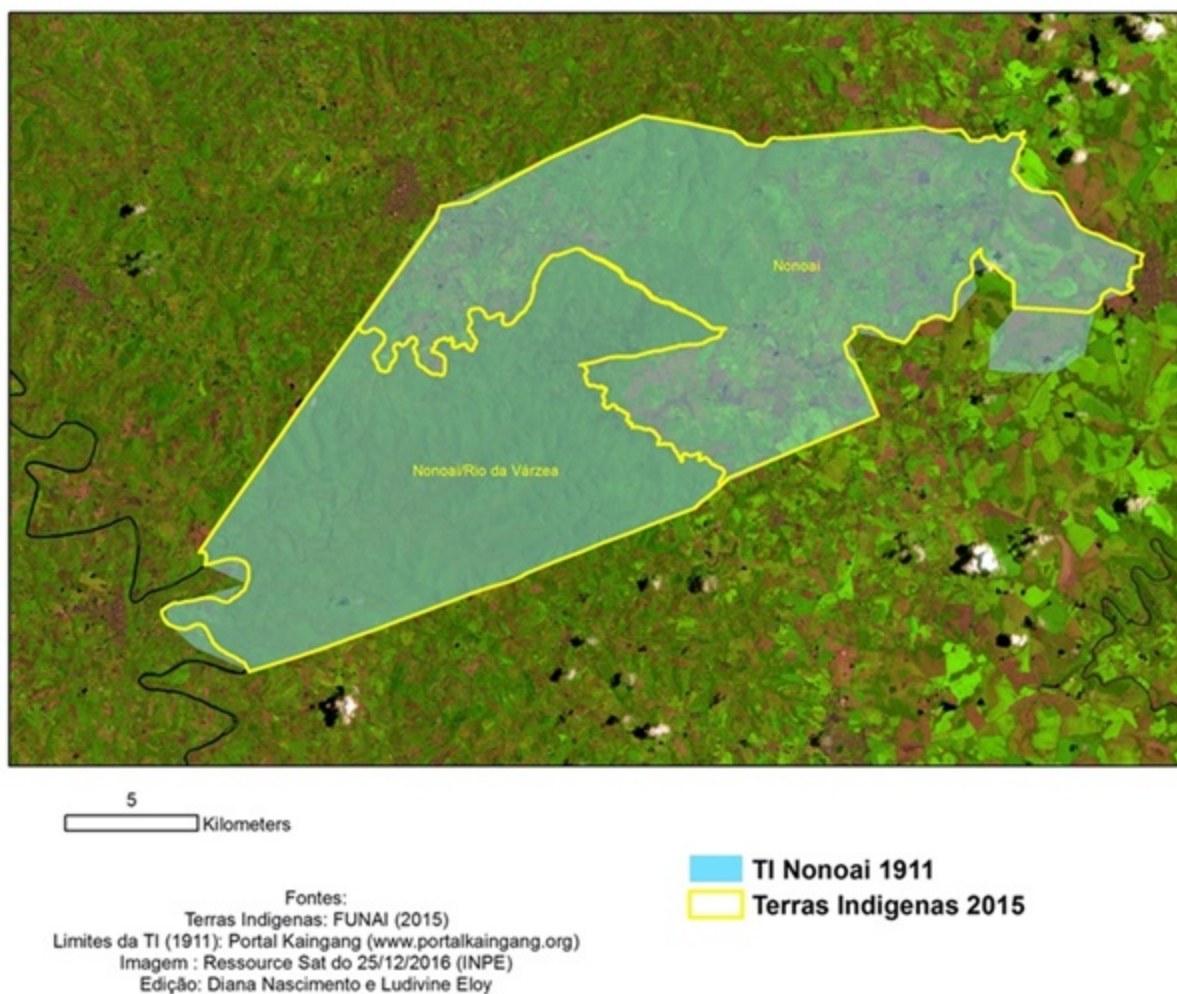 Nonoai
Nonoai/Rio da Várzea
5
Kilometers
TI Nonoai 1911
Terras Indigenas 2015
Fontes:
Terras Indigenas: FUNAI (2015)
Limites da TI (1911): Portal Kaingang (www.portalkaingang.org)
Imagem : Ressource Sat do 25/12/2016 (INPE)
Edição: Diana Nascimento e Ludivine Eloy